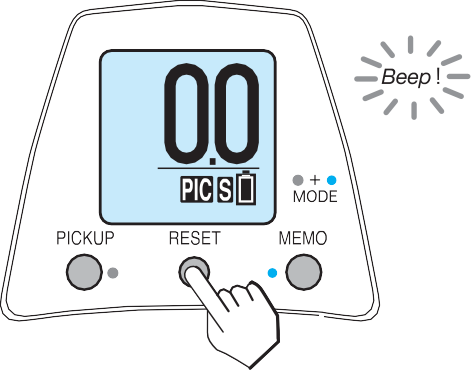 Beep!
0.0
PIC S
+
MODE
PICKUP RESET MEMO